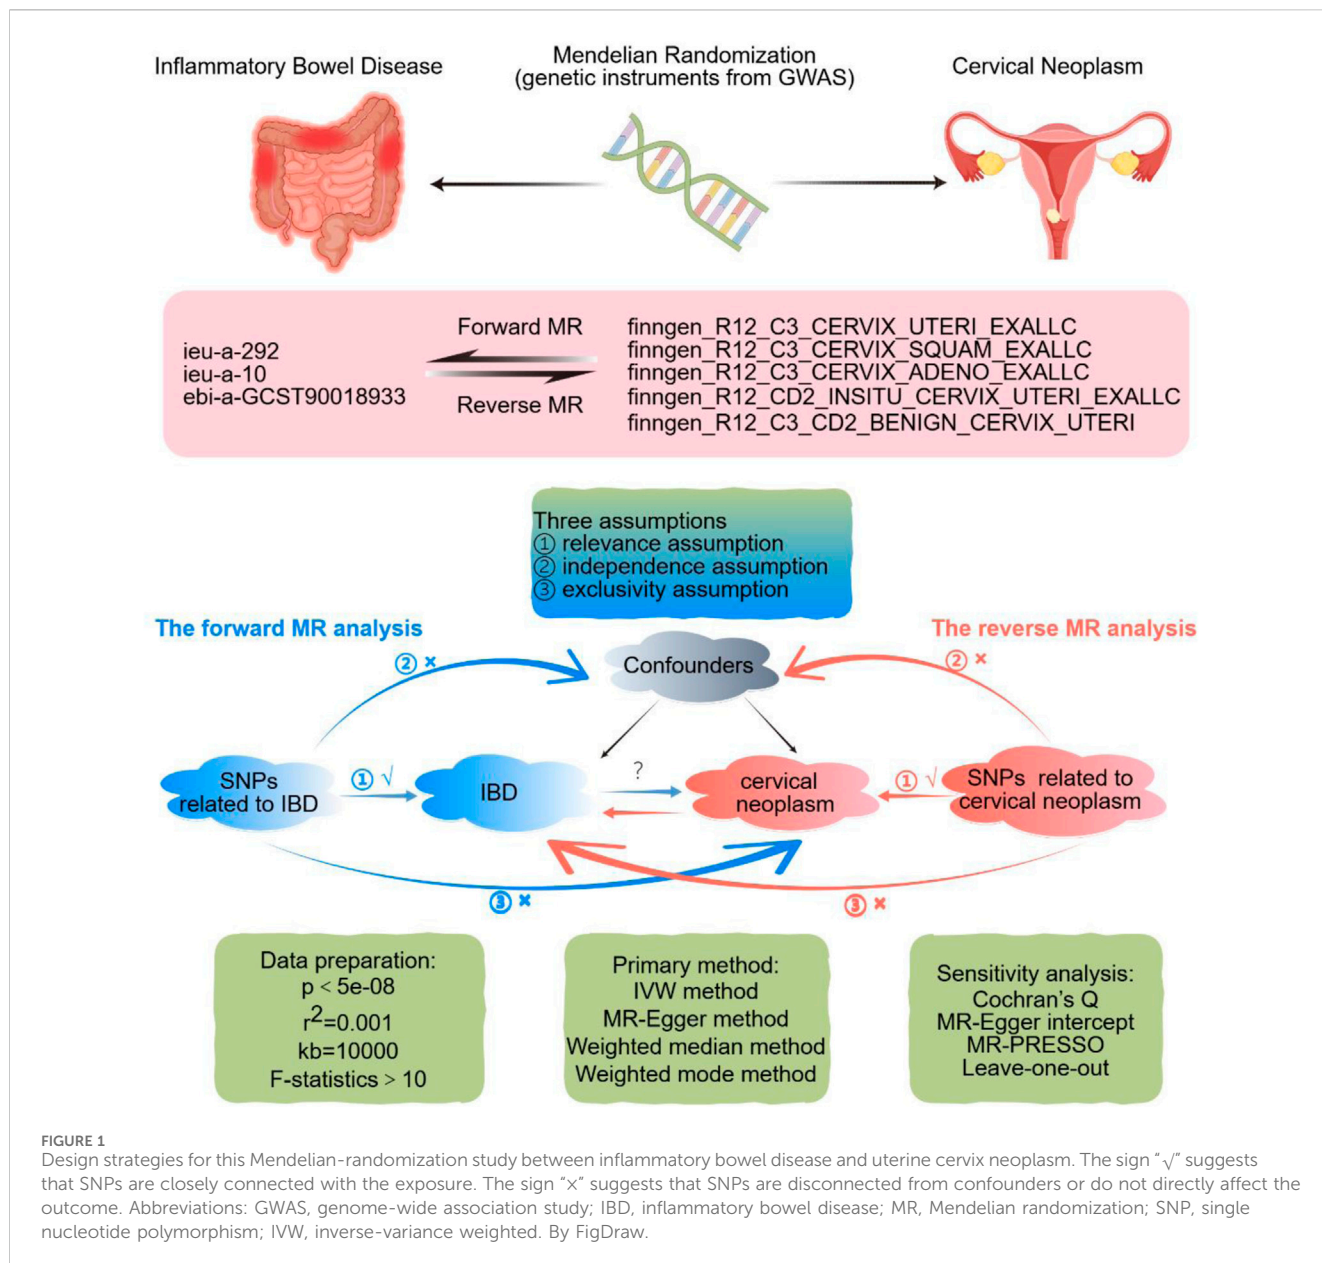 Inflammatory Bowel Disease
Mendelian Randomization
(genetic instruments from GWAS)
Cervical Neoplasm
ieu-a-292
ieu-a-10
ebi-a-GCST90018933
Forward MR
Reverse MR
finngen_R12_C3_CERVIX_UTERI_EXALLC
finngen_R12_C3_CERVIX_SQUAM_EXALLC
finngen_R12_C3_CERVIX_ADENO_EXALLC
finngen_R12_CD2_INSITU_CERVIX_UTERI_EXALLC
finngen_R12_C3_CD2_BENIGN_CERVIX_UTERI
Three assumptions
① relevance assumption
② independence assumption
③ exclusivity assumption
The forward MR analysis
The reverse MR analysis
② ×
Confounders
② ×
SNPs
related to IBD
① √
IBD
?
cervical
neoplasm
① √
SNPs related to
cervical neoplasm
③ ×
③ ×
Data preparation:
p < 5e-08
r²=0.001
kb=10000
F-statistics > 10
Primary method:
IVW method
MR-Egger method
Weighted median method
Weighted mode method
Sensitivity analysis:
Cochran's Q
MR-Egger intercept
MR-PRESSO
Leave-one-out
FIGURE 1
Design strategies for this Mendelian-randomization study between inflammatory bowel disease and uterine cervix neoplasm. The sign “√” suggests
that SNPs are closely connected with the exposure. The sign “×” suggests that SNPs are disconnected from confounders or do not directly affect the
outcome. Abbreviations: GWAS, genome-wide association study; IBD, inflammatory bowel disease; MR, Mendelian randomization; SNP, single
nucleotide polymorphism; IVW, inverse-variance weighted. By FigDraw.